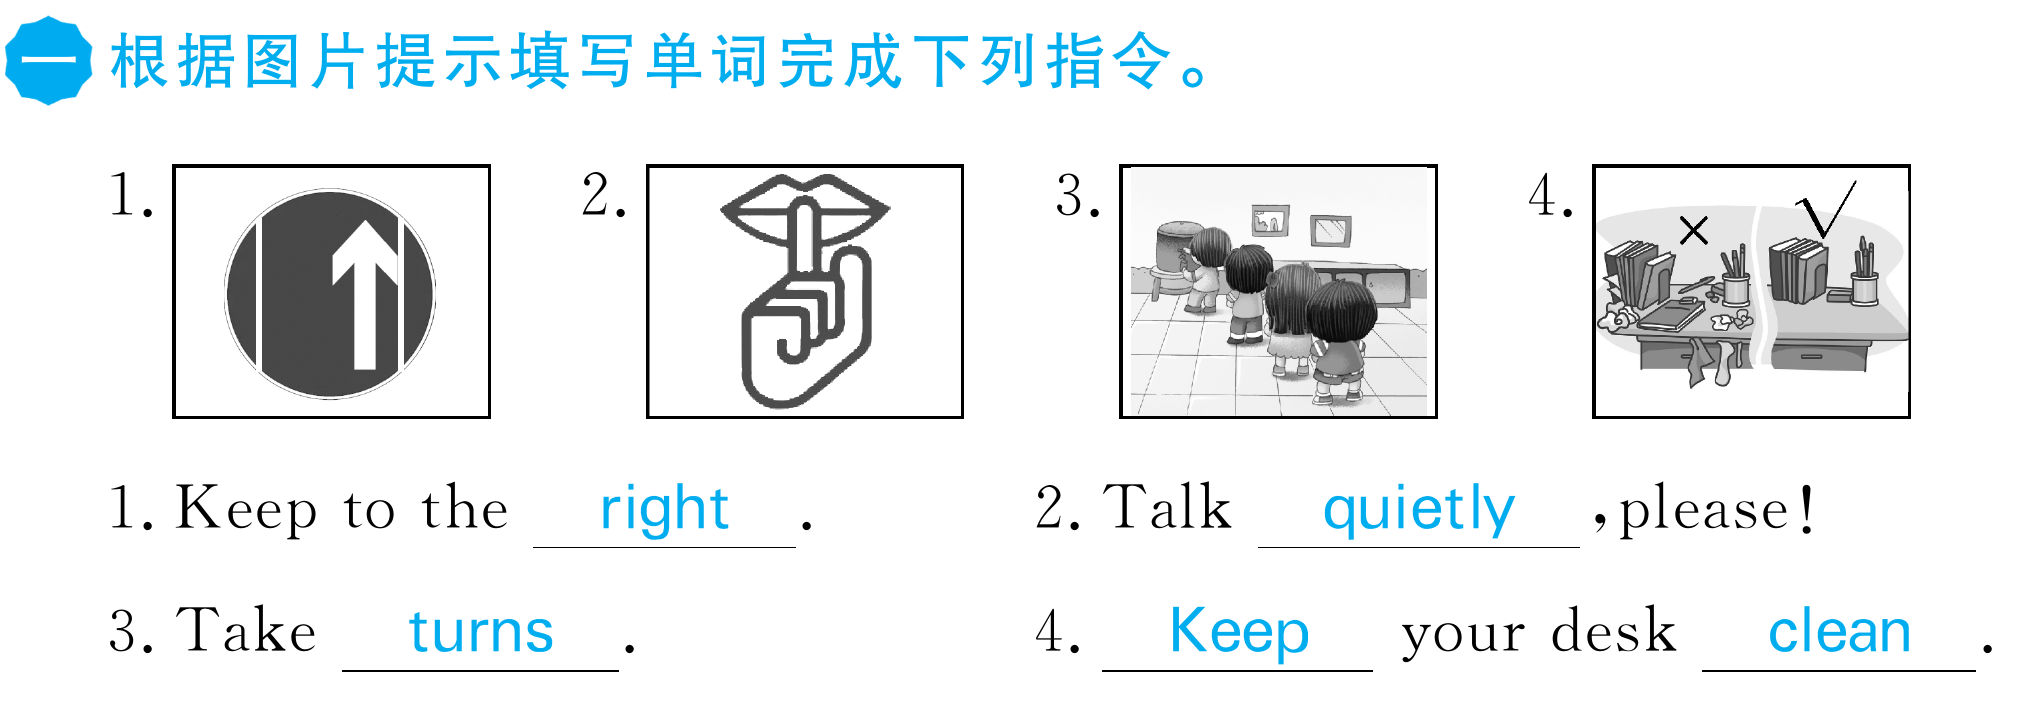 一 根据图片提示填写单词完成下列指令。
1. 2. 3. 4.
1. Keep to the right . 2. Talk quietly ,please!
3. Take turns . 4. Keep your desk clean .